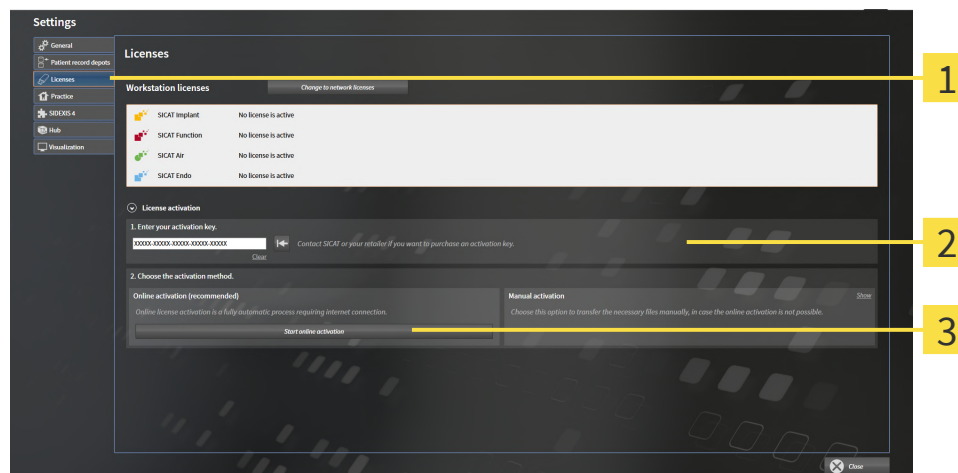 Settings
General
Patient record depots
Licenses
Practice
SIDEXIS 4
Hub
Visualization
Licenses
Workstation licenses
Change to network licenses
SICAT Implant No license is active
SICAT Function No license is active
SICAT Air No license is active
SICAT Endo No license is active
License activation
1. Enter your activation key.
XXXXX-XXXXX-XXXXX-XXXXX-XXXXX
Contact SICAT or your retailer if you want to purchase an activation key.
Clear
2. Choose the activation method.
Online activation (recommended)
Online license activation is a fully automatic process requiring internet connection.
Start online activation
Manual activation
Show
Choose this option to transfer the necessary files manually, in case the online activation is not possible.
Close
1
2
3